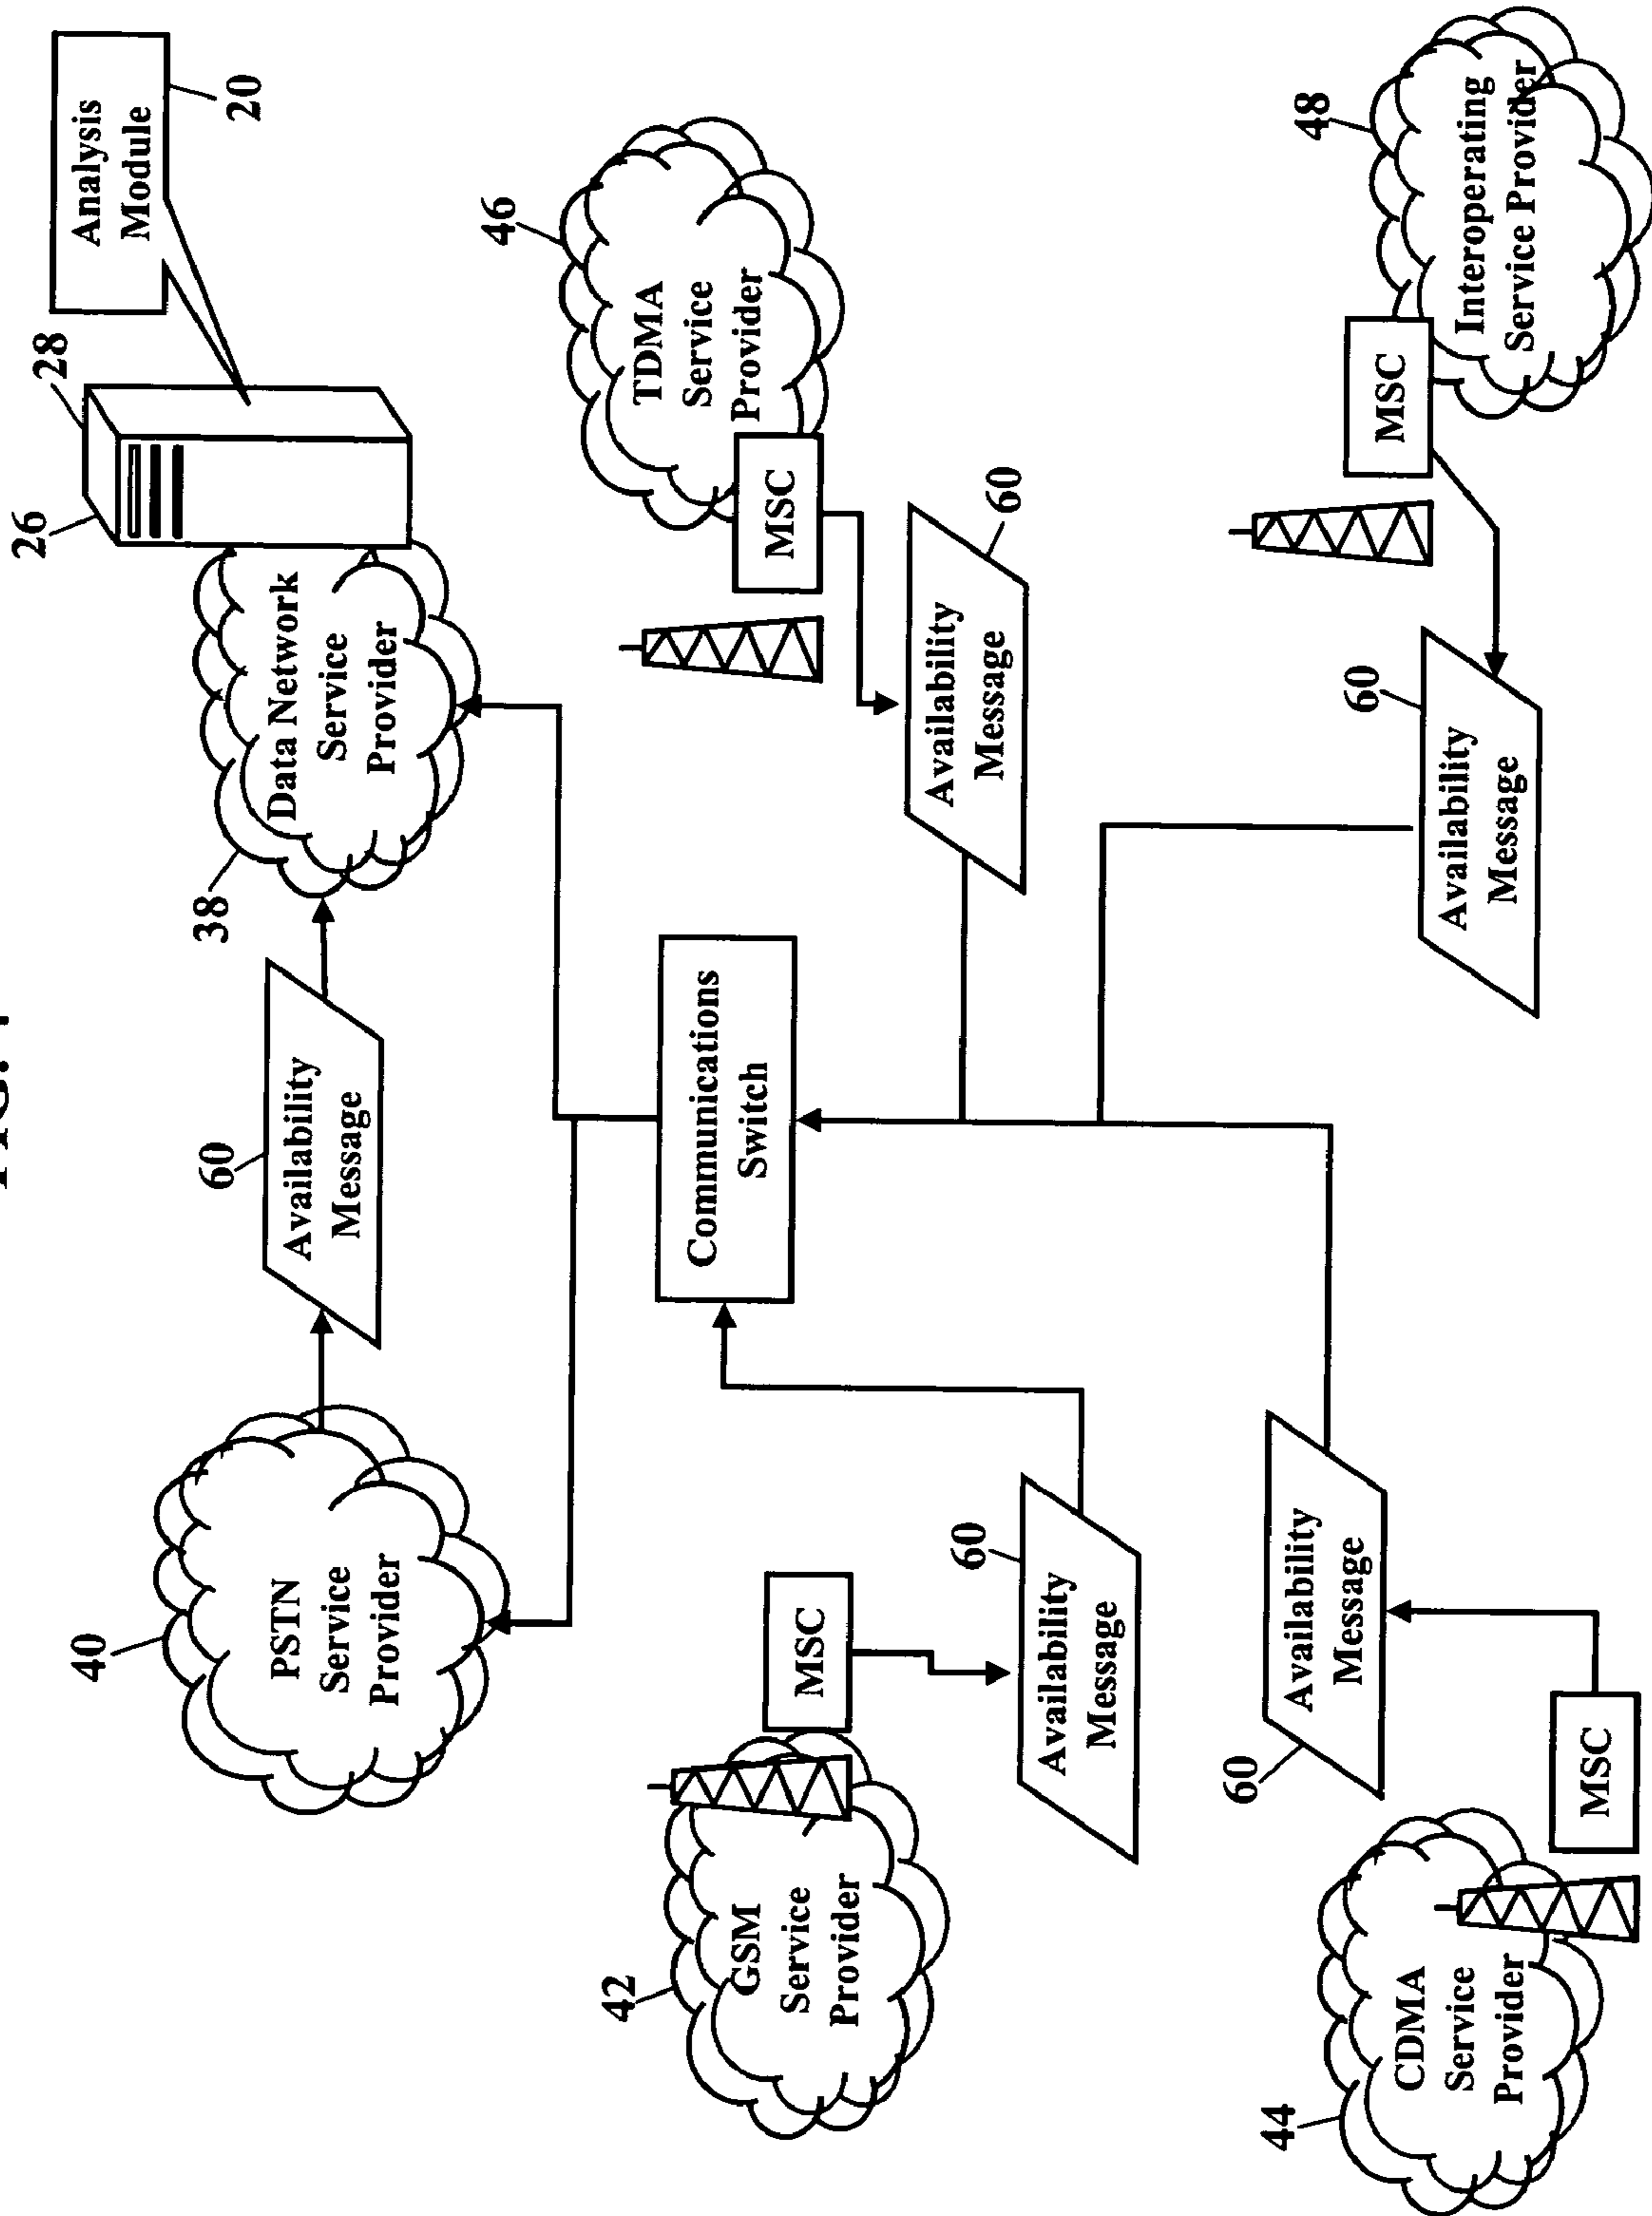 26
28
40
Analysis
Module
20
38
60
PSTN
Service
Provider
Availability
Message
Data Network
Service
Provider
46
42
GSM
Service
Provider
MSC
Communications
Switch
TDMA
Service
Provider
MSC
60
Availability
Message
60
Availability
Message
44
60
48
CDMA
Service
Provider
MSC
Availability
Message
60
Availability
Message
MSC
Interoperating
Service Provider